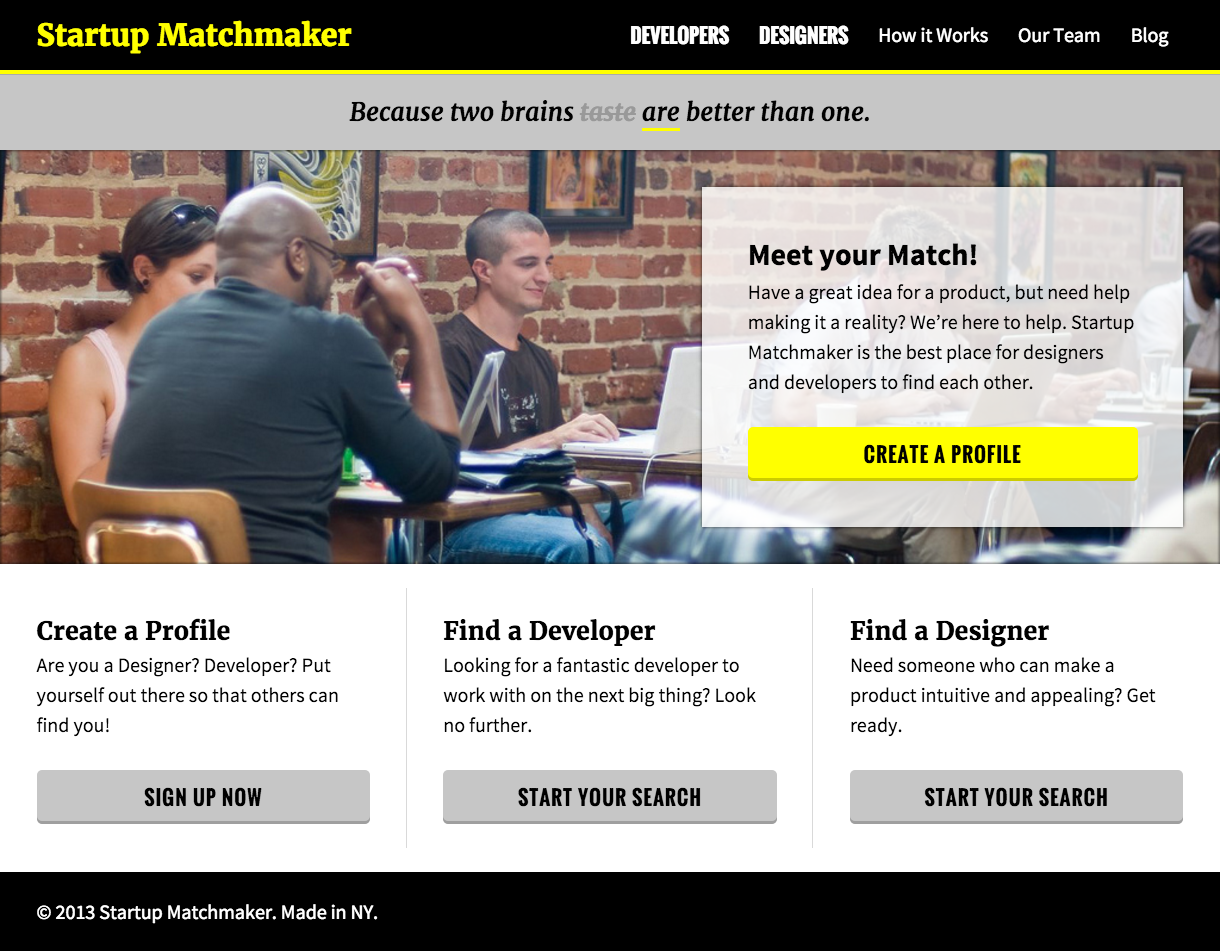 Startup Matchmaker
DEVELOPERS DESIGNERS How it Works Our Team Blog
Because two brains taste are better than one.
Meet your Match!
Have a great idea for a product, but need help
making it a reality? We’re here to help. Startup
Matchmaker is the best place for designers
and developers to find each other.
CREATE A PROFILE
Create a Profile
Are you a Designer? Developer? Put
yourself out there so that others can
find you!
SIGN UP NOW
Find a Developer
Looking for a fantastic developer to
work with on the next big thing? Look
no further.
START YOUR SEARCH
Find a Designer
Need someone who can make a
product intuitive and appealing? Get
ready.
START YOUR SEARCH
© 2013 Startup Matchmaker. Made in NY.